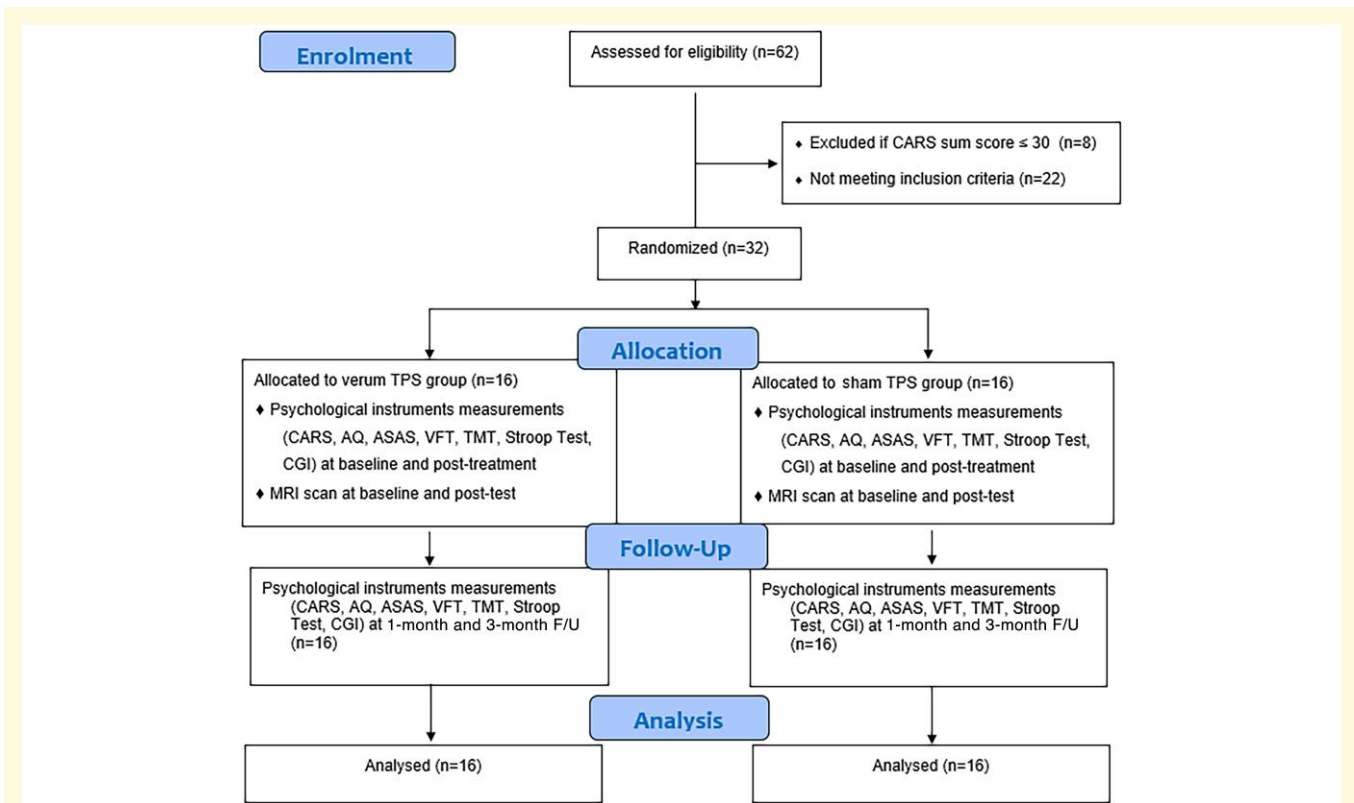 Enrolment
Assessed for eligibility (n=62)
♦ Excluded if CARS sum score ≤ 30 (n=8)
♦ Not meeting inclusion criteria (n=22)
Randomized (n=32)
Allocation
Allocated to verum TPS group (n=16)
♦ Psychological instruments measurements
(CARS, AQ, ASAS, VFT, TMT, Stroop Test,
CGI) at baseline and post-treatment
♦ MRI scan at baseline and post-test
Allocated to sham TPS group (n=16)
♦ Psychological instruments measurements
(CARS, AQ, ASAS, VFT, TMT, Stroop Test,
CGI) at baseline and post-treatment
♦ MRI scan at baseline and post-test
Follow-Up
Psychological instruments measurements
(CARS, AQ, ASAS, VFT, TMT, Stroop
Test, CGI) at 1-month and 3-month F/U
(n=16)
Psychological instruments measurements
(CARS, AQ, ASAS, VFT, TMT, Stroop
Test, CGI) at 1-month and 3-month F/U
(n=16)
Analysis
Analysed (n=16)
Analysed (n=16)